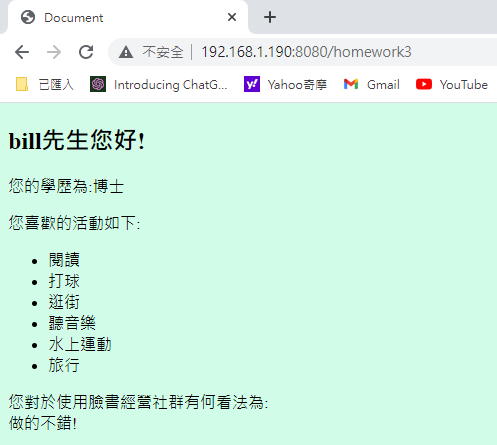 Document
不安全 192.168.1.190:8080/homework3
已匯入 Introducing ChatG... Yahoo奇摩 Gmail YouTube
bill先生您好!
您的學歷為:博士
您喜歡的活動如下:
閱讀
打球
逛街
聽音樂
水上運動
旅行
您對於使用臉書經營社群有何看法為:
做的不錯!